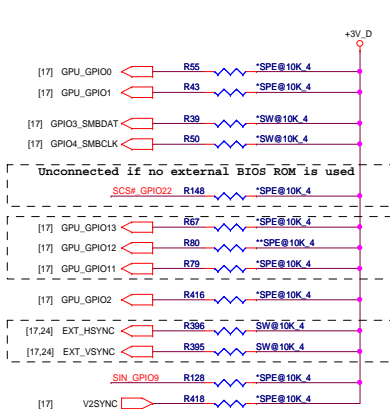 +3V_D
[17] GPU_GPIO0 R55 *SPE@10K_4
[17] GPU_GPIO1 R43 *SPE@10K_4
[17] GPIO3_SMBDAT R39 *SW@10K_4
[17] GPIO4_SMBCLK R50 *SW@10K_4
Unconnected if no external BIOS ROM is used
SCS#_GPIO22 R148 *SPE@10K_4
[17] GPU_GPIO13 R67 *SPE@10K_4
[17] GPU_GPIO12 R80 **SPE@10K_4
[17] GPU_GPIO11 R79 *SPE@10K_4
[17] GPU_GPIO2 R416 *SPE@10K_4
[17,24] EXT_HSYNC R396 SW@10K_4
[17,24] EXT_VSYNC R395 SW@10K_4
SIN_GPIO9 R128 *SPE@10K_4
[17] V2SYNC R418 *SPE@10K_4